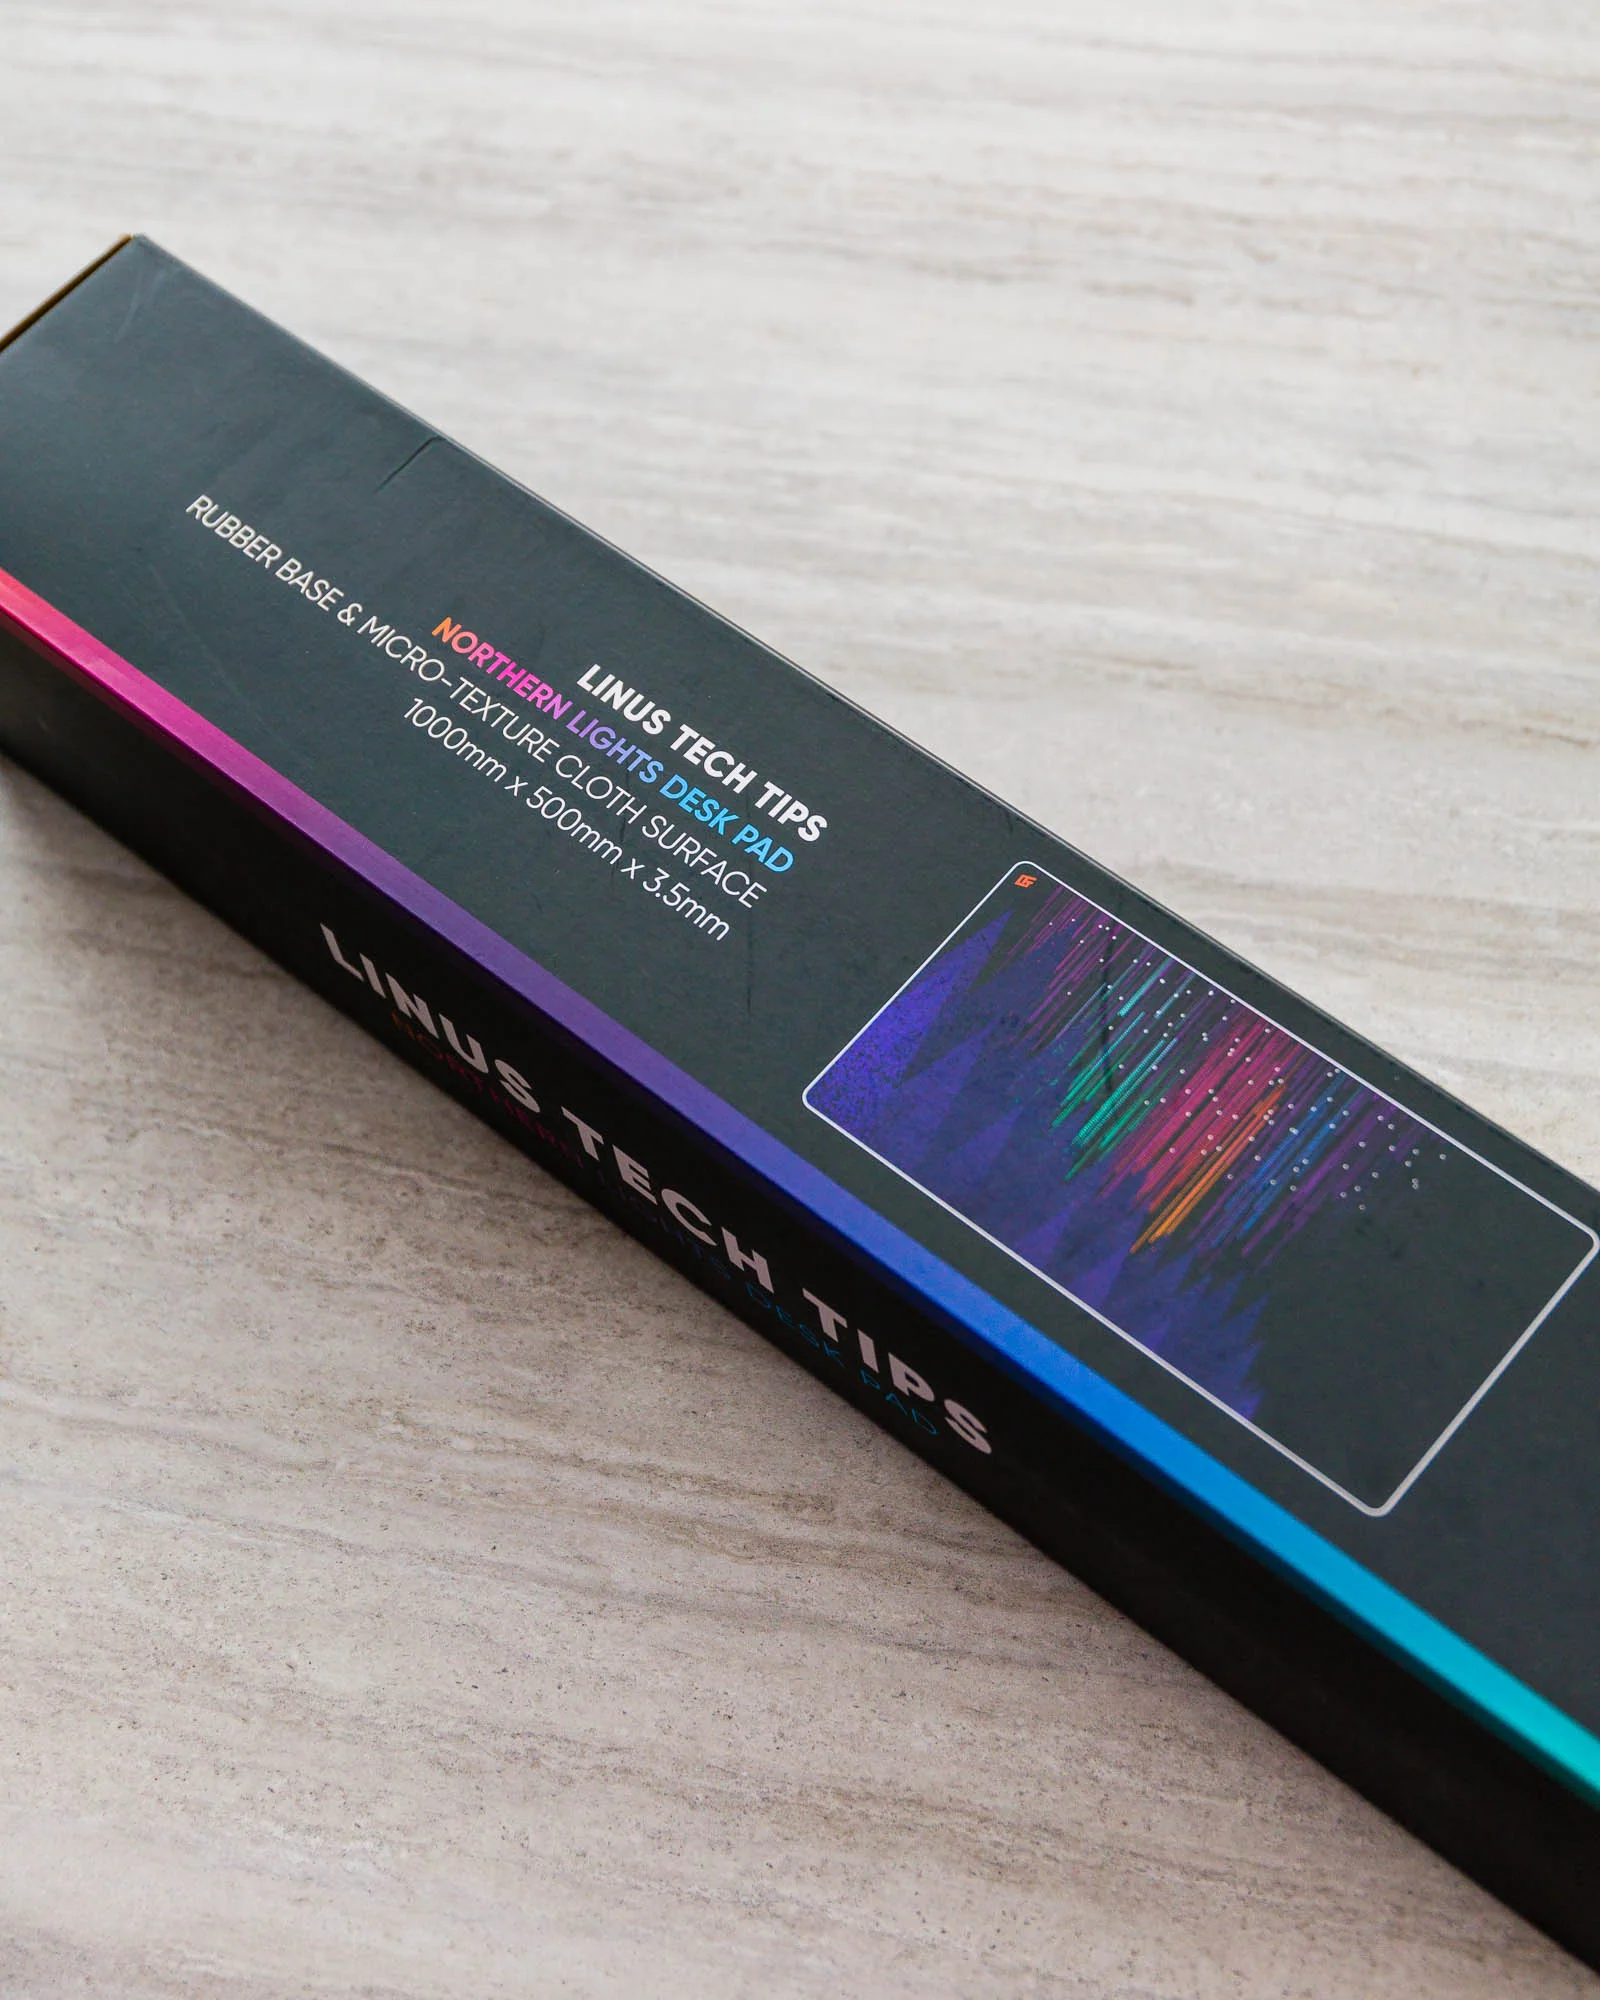 LINUS TECH TIPS
NORTHERN LIGHTS DESK PAD
RUBBER BASE & MICRO-TEXTURE CLOTH SURFACE
1000mm x 500mm x 3.5mm
LINUS TECH TIPS
NORTHERN LIGHTS DESK PAD